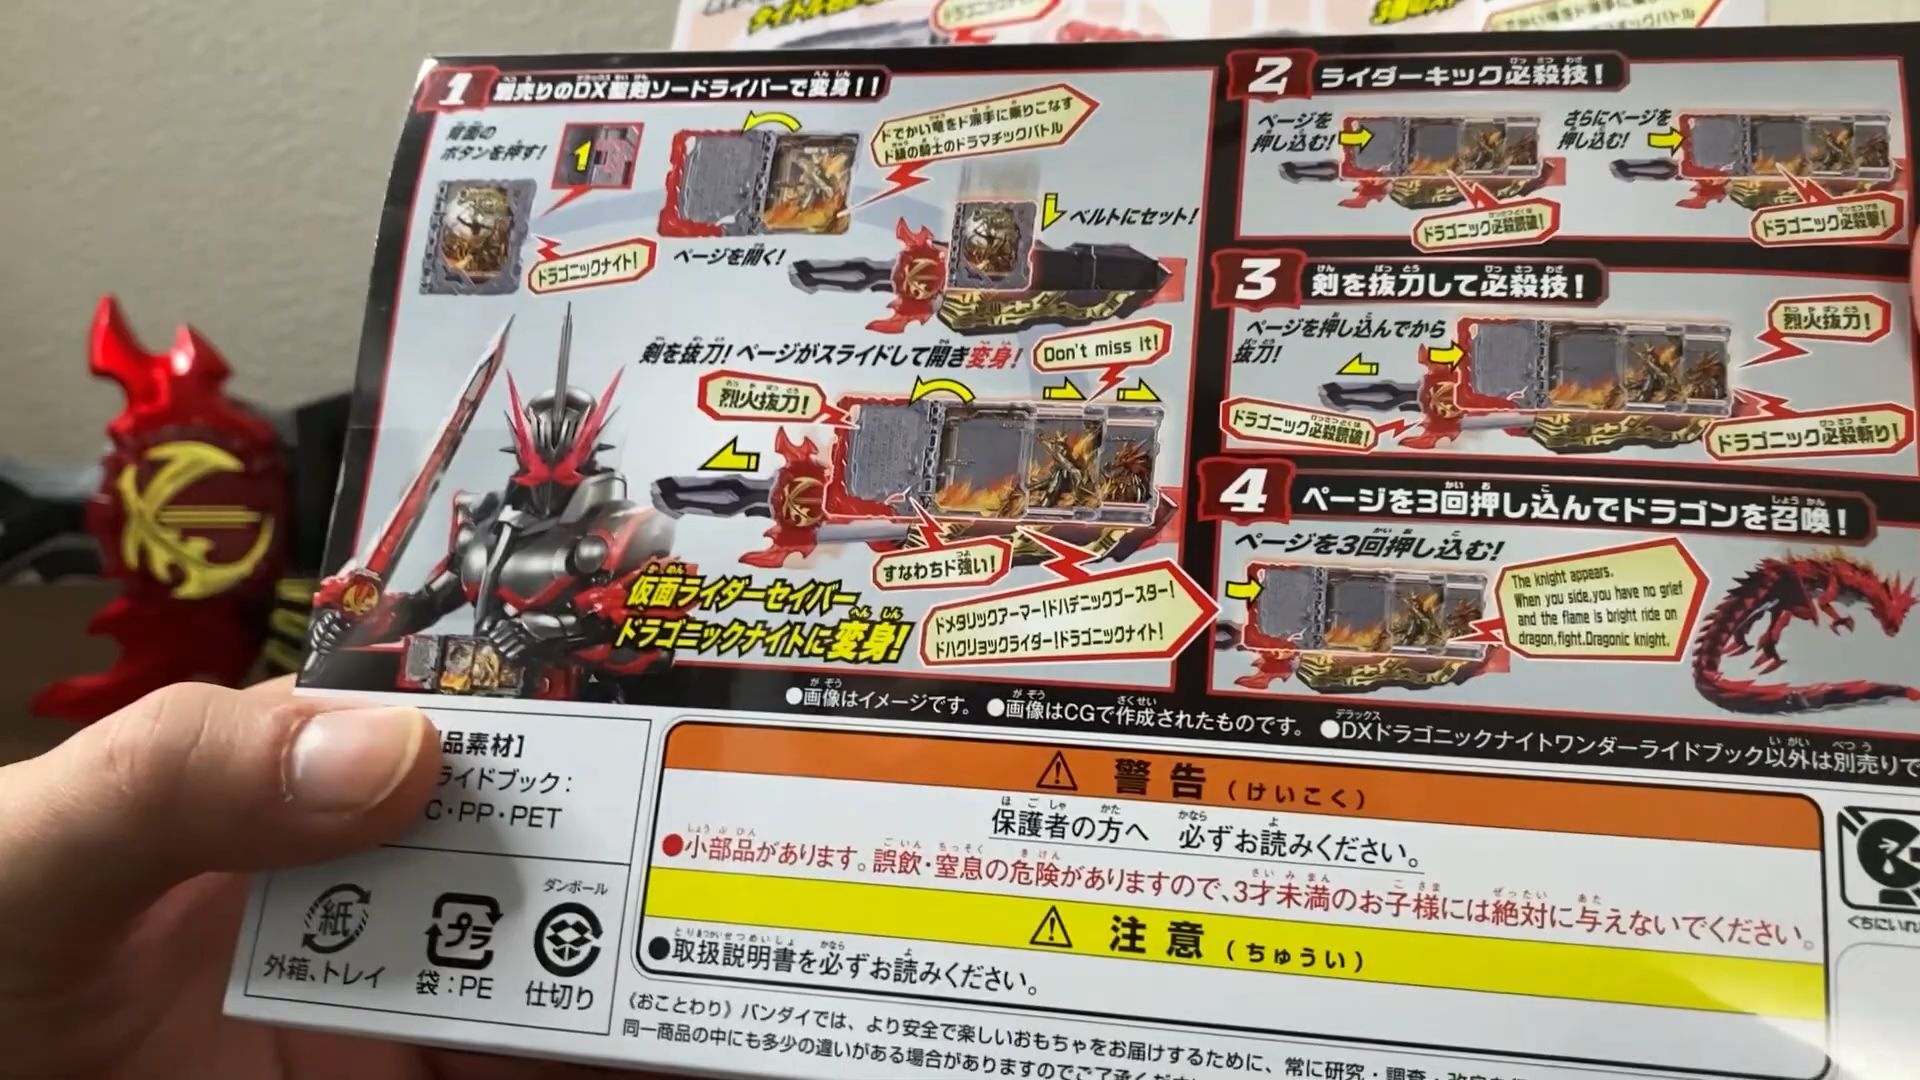 1 別売りのDX聖剣ソードライバーで変身!!
背面の
ボタンを押す!
1
ドラゴニックナイト!
ページを開く!
ドでかい竜をド派手に乗りこなす
ド級の騎士のドラマチックバトル
ベルトにセット!
剣を抜刀!ページがスライドして開き変身!
Don't miss it!
烈火抜刀!
すなわちド強い!
ドメタリックアーマー!ドハデニックブースター!
ドハクリョックライダー!ドラゴニックナイト!
仮面ライダーセイバー
ドラゴニックナイトに変身!
2 ライダーキック必殺技!
ページを
押し込む!
ドラゴニック必殺読破!
さらにページを
押し込む!
ドラゴニック必殺撃!
3 剣を抜刀して必殺技!
ページを押し込んでから
抜刀!
烈火抜刀!
ドラゴニック必殺読破!
ドラゴニック必殺斬り!
4 ページを3回押し込んでドラゴンを召喚!
ページを3回押し込む!
The knight appears.
When you side,you have no grief
and the flame is bright ride on
dragon,fight.Dragonic knight.
●画像はイメージです。 ●画像はCGで作成されたものです。 ●DXドラゴニックナイトワンダーライドブック以外は別売りで
品素材]
ライドブック:
C・PP・PET
紙
外箱、トレイ
プラ
袋:PE
ダンボール
仕切り
警告(けいこく)
保護者の方へ 必ずお読みください。
●小部品があります。誤飲・窒息の危険がありますので、3才未満のお子様には絶対に与えないでください。
注意(ちゅうい)
●取扱説明書を必ずお読みください。
くちにいれ
《おことわり》バンダイでは、より安全で楽しいおもちゃをお届けするために、常に研究・調査・改良を
同一商品の中にも多少の違いがある場合がありますのでご了承くだ